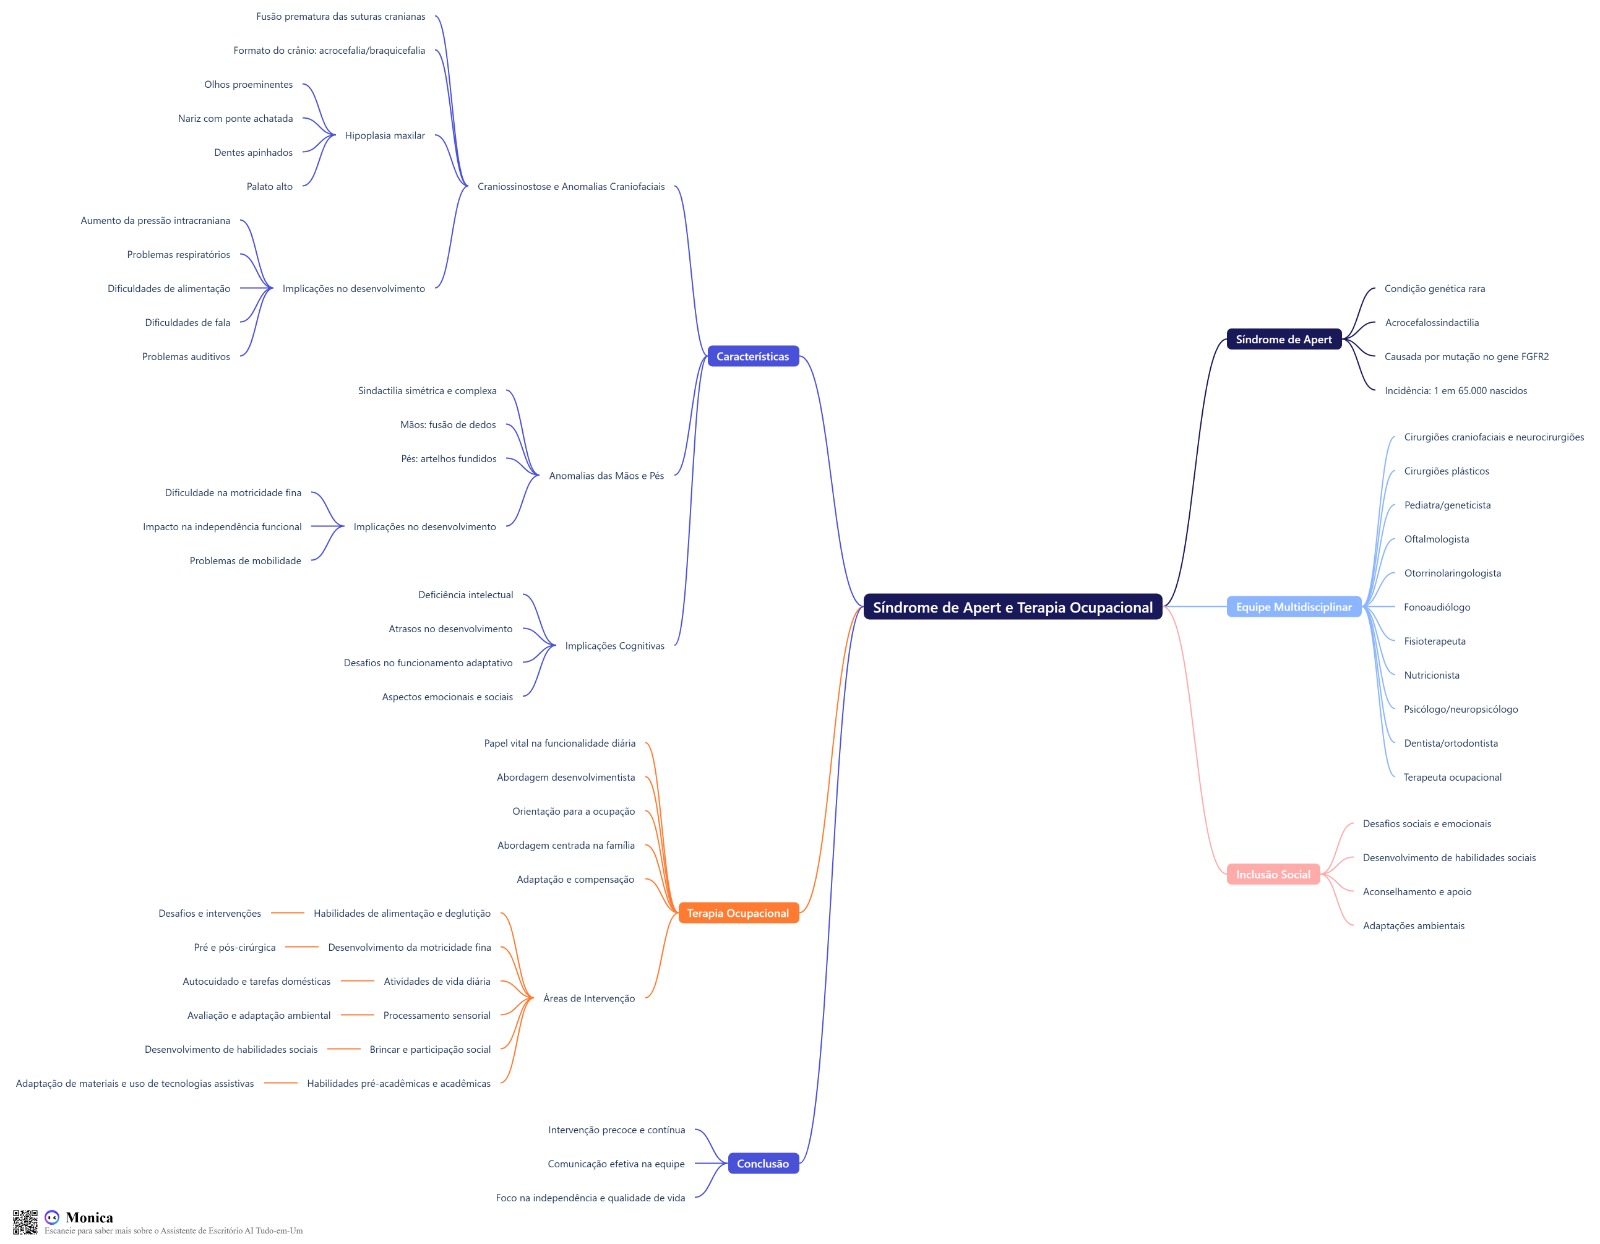 Síndrome de Apert e Terapia Ocupacional
Síndrome de Apert
Condição genética rara
Acrocefalossindactilia
Causada por mutação no gene FGFR2
Incidência: 1 em 65.000 nascidos
Equipe Multidisciplinar
Cirurgiões craniofaciais e neurocirurgiões
Cirurgiões plásticos
Pediatra/geneticista
Oftalmologista
Otorrinolaringologista
Fonoaudiólogo
Fisioterapeuta
Nutricionista
Psicólogo/neuropsicólogo
Dentista/ortodontista
Terapeuta ocupacional
Inclusão Social
Desafios sociais e emocionais
Desenvolvimento de habilidades sociais
Aconselhamento e apoio
Adaptações ambientais
Características
Craniossinostose e Anomalias Craniofaciais
Fusão prematura das suturas cranianas
Formato do crânio: acrocefalia/braquicefalia
Hipoplasia maxilar
Olhos proeminentes
Nariz com ponte achatada
Dentes apinhados
Palato alto
Implicações no desenvolvimento
Aumento da pressão intracraniana
Problemas respiratórios
Dificuldades de alimentação
Dificuldades de fala
Problemas auditivos
Anomalias das Mãos e Pés
Sindactilia simétrica e complexa
Mãos: fusão de dedos
Pés: artelhos fundidos
Implicações no desenvolvimento
Dificuldade na motricidade fina
Impacto na independência funcional
Problemas de mobilidade
Implicações Cognitivas
Deficiência intelectual
Atrasos no desenvolvimento
Desafios no funcionamento adaptativo
Aspectos emocionais e sociais
Terapia Ocupacional
Papel vital na funcionalidade diária
Abordagem desenvolvimentista
Orientação para a ocupação
Abordagem centrada na família
Adaptação e compensação
Áreas de Intervenção
Habilidades de alimentação e deglutição
Desafios e intervenções
Desenvolvimento da motricidade fina
Pré e pós-cirúrgica
Atividades de vida diária
Autocuidado e tarefas domésticas
Processamento sensorial
Avaliação e adaptação ambiental
Brincar e participação social
Desenvolvimento de habilidades sociais
Habilidades pré-acadêmicas e acadêmicas
Adaptação de materiais e uso de tecnologias assistivas
Conclusão
Intervenção precoce e contínua
Comunicação efetiva na equipe
Foco na independência e qualidade de vida
Monica
Escaneie para saber mais sobre o Assistente de Escritório AI Tudo-em-Um